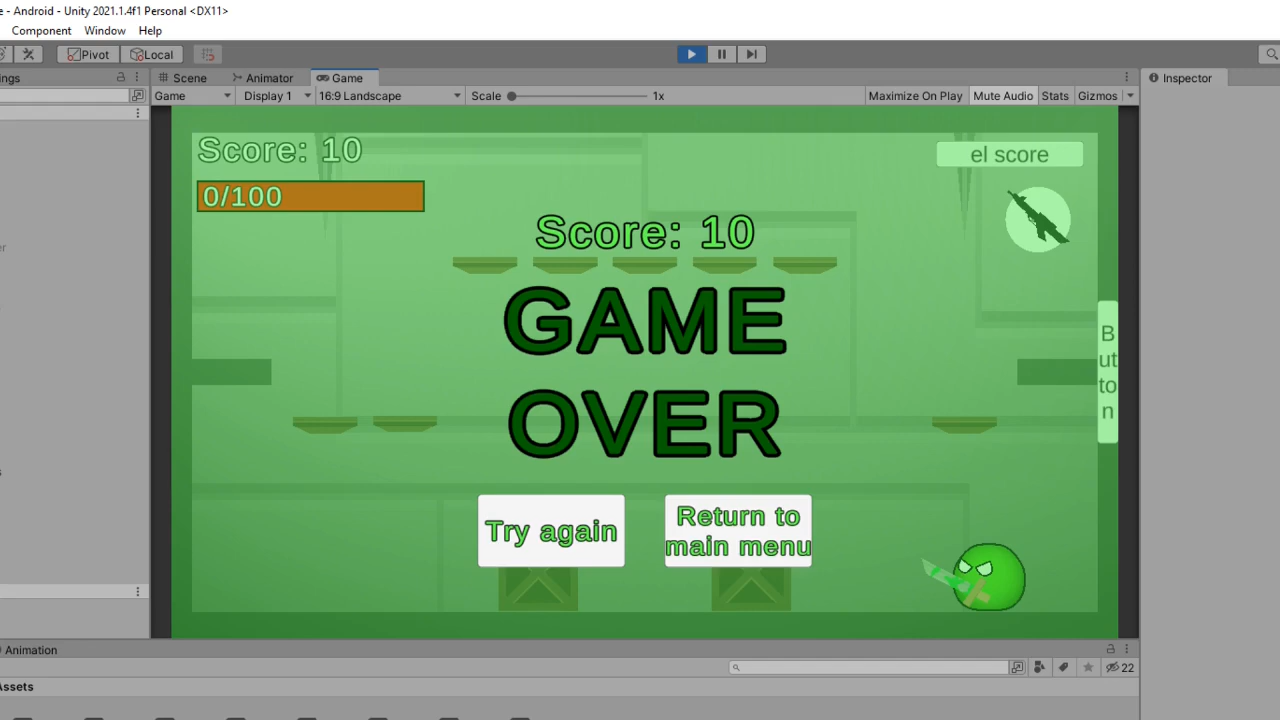 e - Android - Unity 2021.1.4f1 Personal <DX11>
Component Window Help
Pivot Local
ngs Scene Animator Game Inspector
Game Display 1 16:9 Landscape Scale 1x Maximize On Play Mute Audio Stats Gizmos
Score: 10
el score
0/100
Score: 10
GAME
OVER
B
ut
to
n
Try again
Return to
main menu
Animation
22
Assets